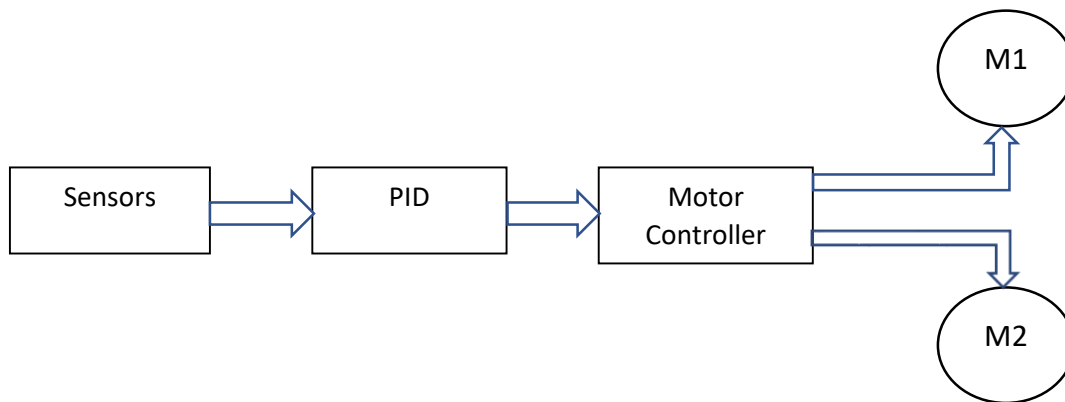 M1
Sensors
PID
Motor
Controller
M2